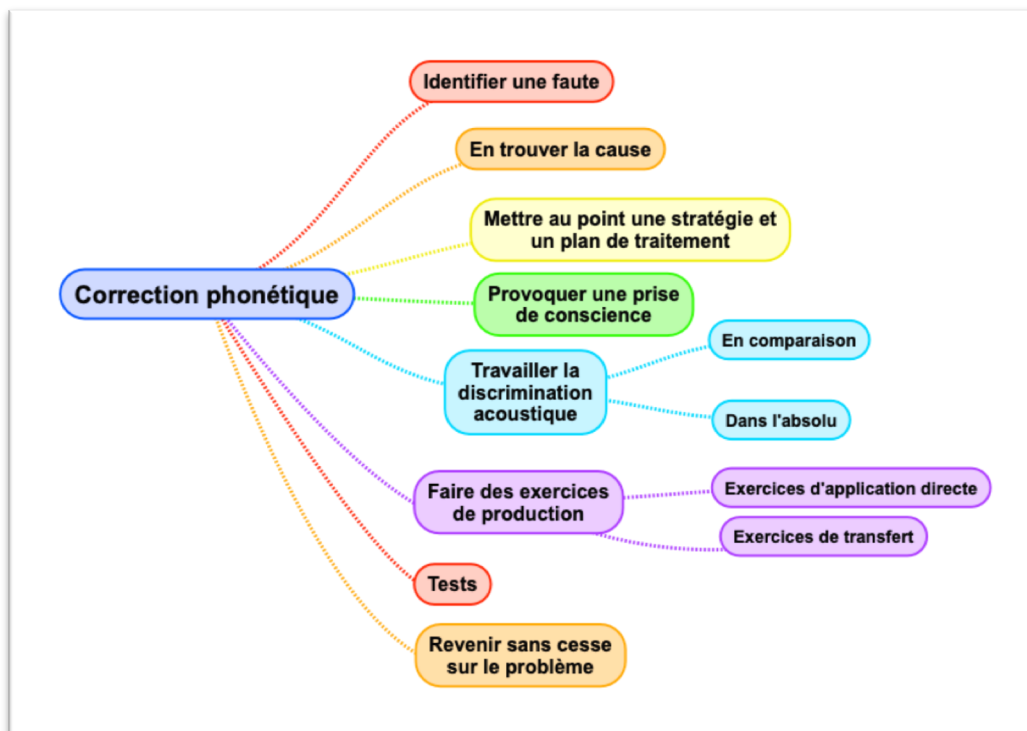 Identifier une faute
En trouver la cause
Mettre au point une stratégie et
un plan de traitement
Correction phonétique
Provoquer une prise
de conscience
Travailler la
discrimination
acoustique
En comparaison
Dans l'absolu
Faire des exercices
de production
Exercices d'application directe
Exercices de transfert
Tests
Revenir sans cesse
sur le problème